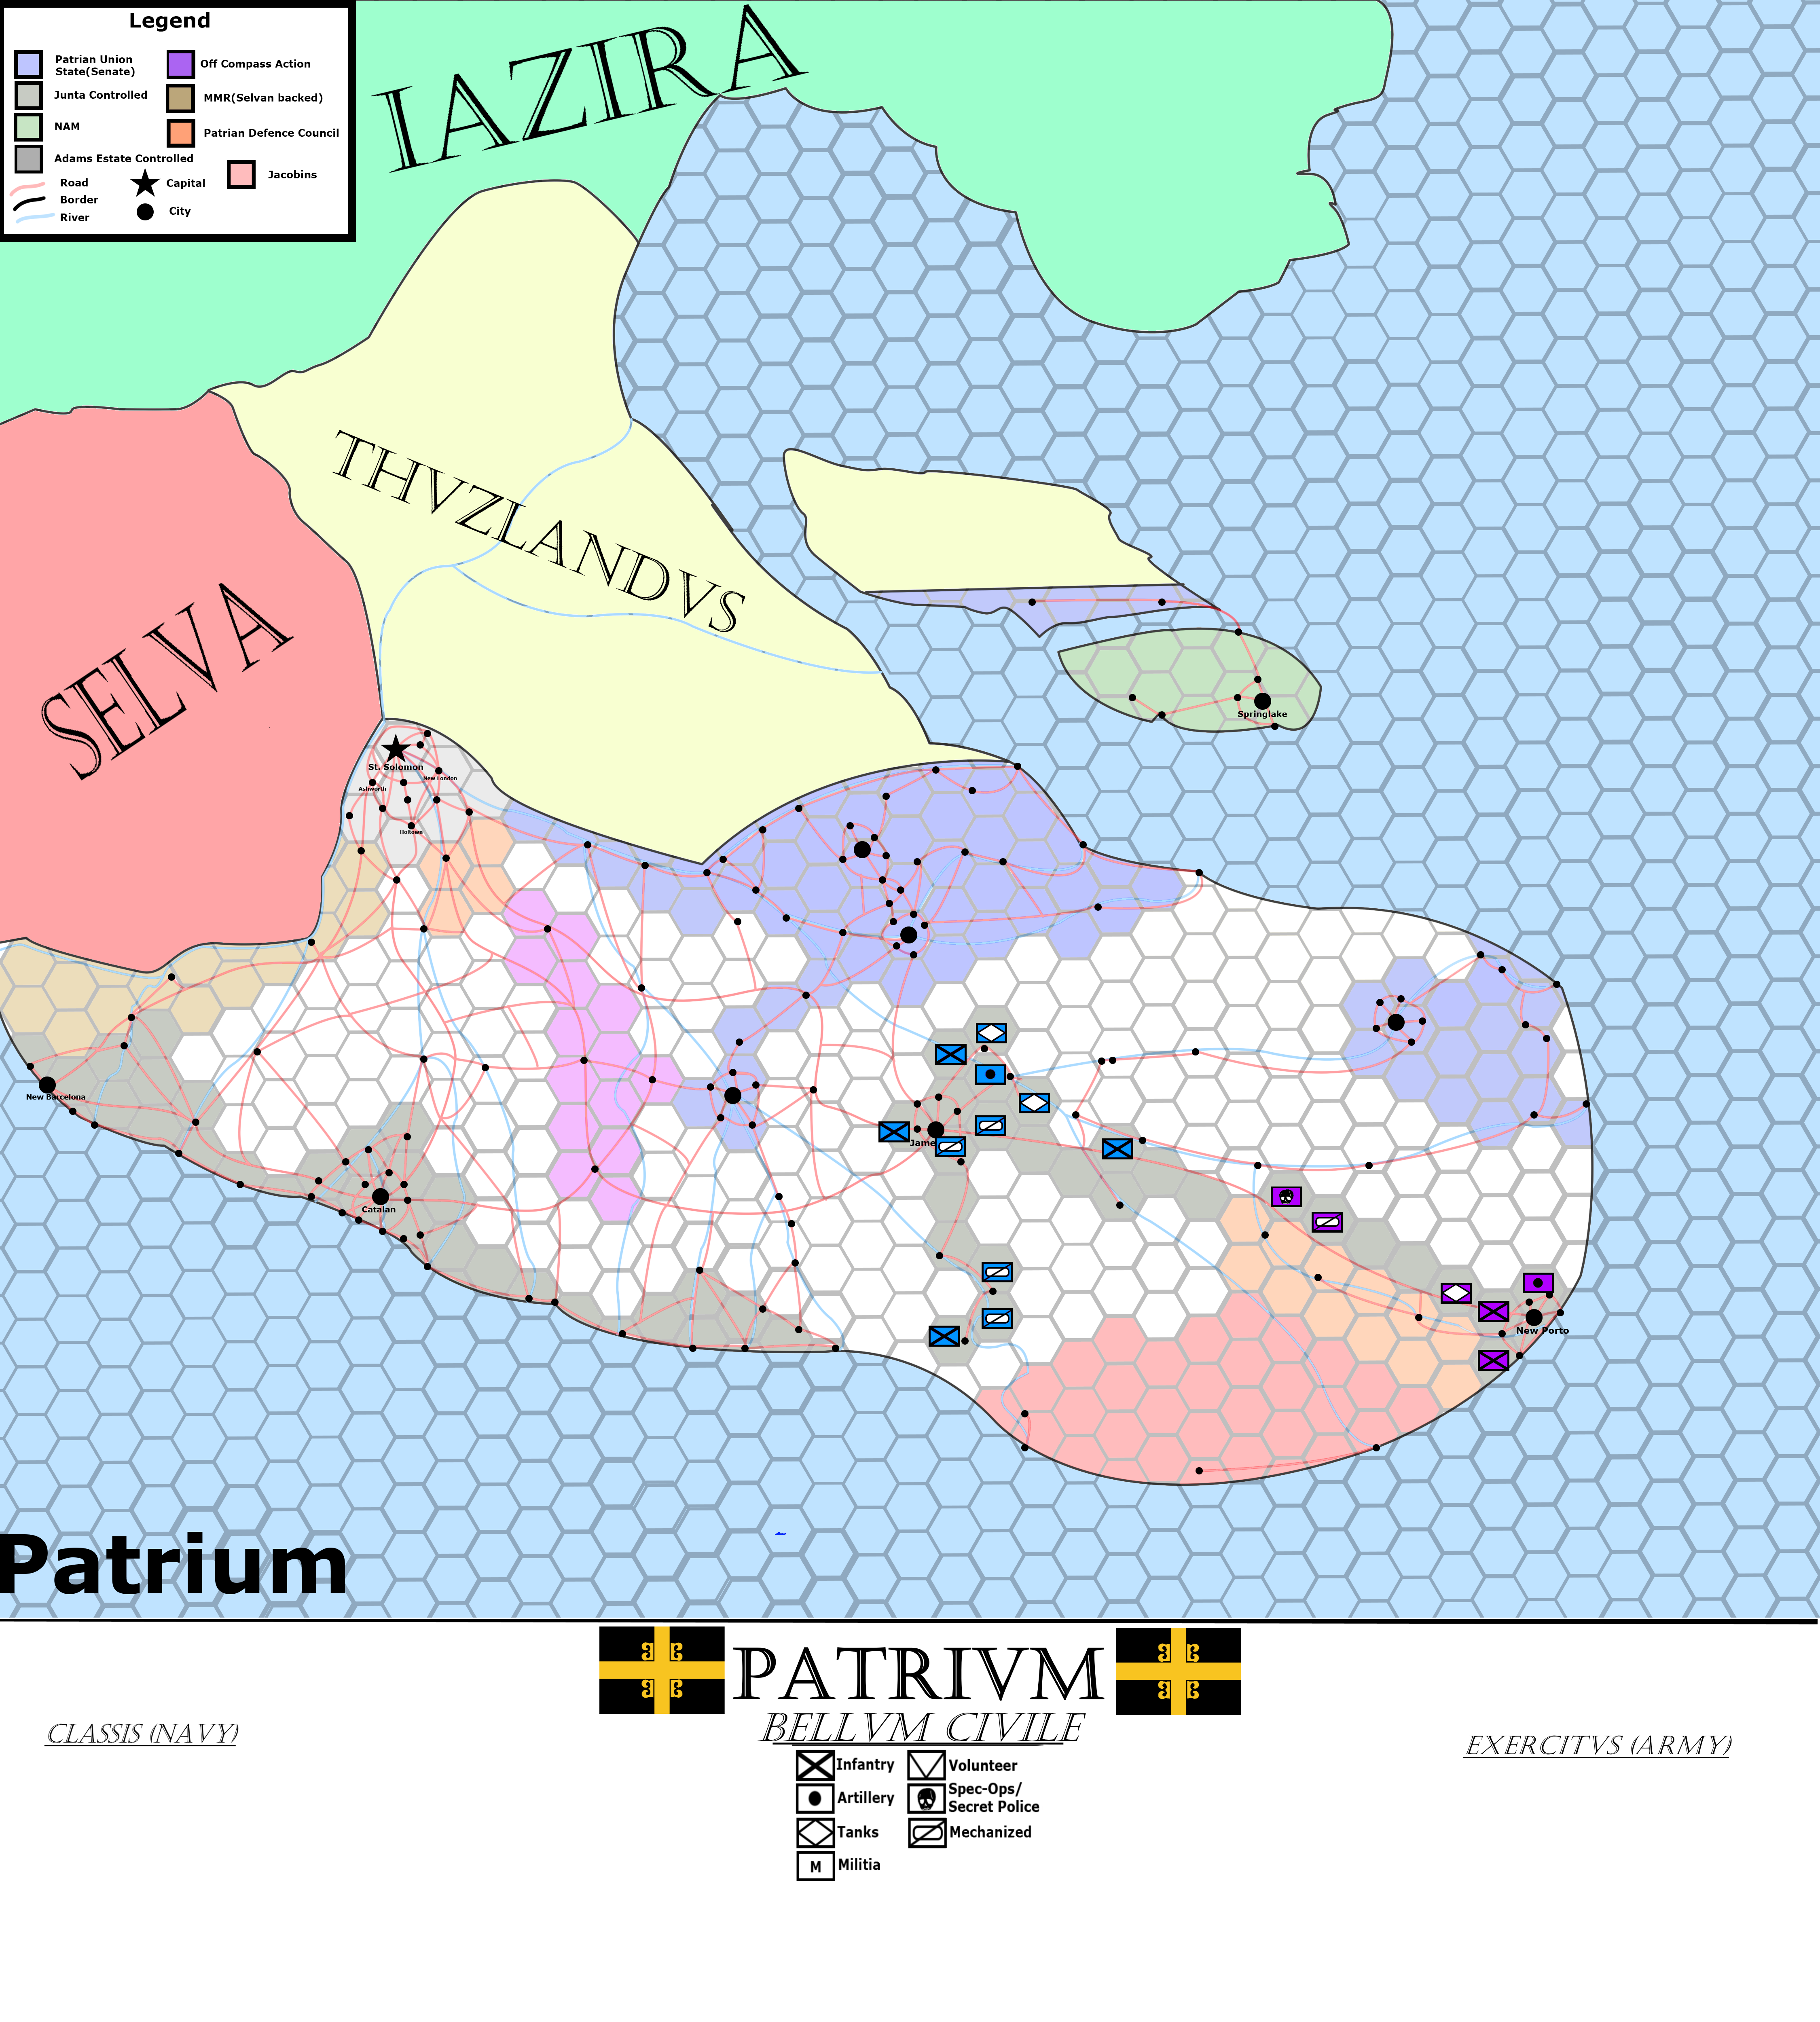 Legend
Patrian Union
State(Senate)
Off Compass Action
Junta Controlled
MMR(Selvan backed)
NAM
Patrian Defence Council
Adams Estate Controlled
Jacobins
Road
Capital
Border
City
River
IAZIRA
THVZLANDVS
SELVA
Springlake
St. Solomon
New London
Ashworth
Holtown
New Barcelona
Jame
Catalan
New Porto
Patrium
PATRIVM
BELLVM CIVILE
CLASSIS (NAVY)
EXERCITVS (ARMY)
Infantry
Volunteer
Artillery
Spec-Ops/
Secret Police
Tanks
Mechanized
M
Militia